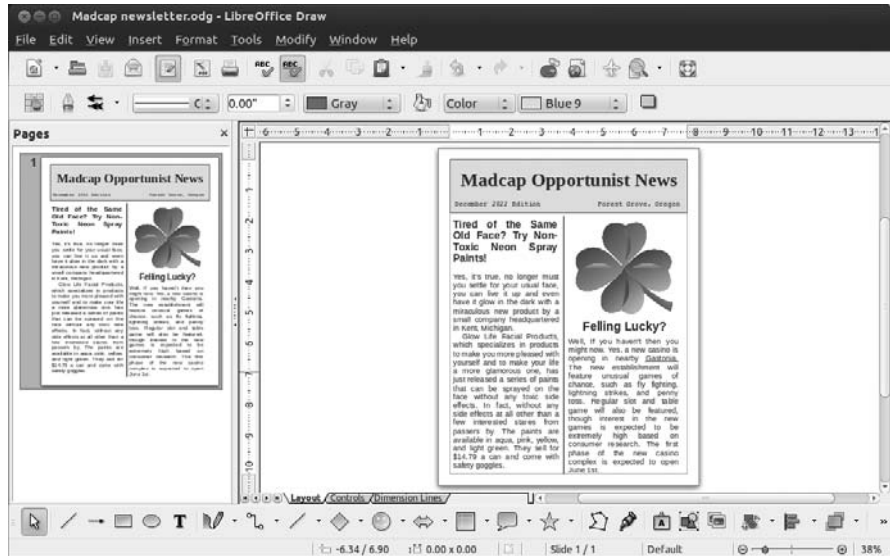 Madcap newsletter.odg - LibreOffice Draw
File Edit View Insert Format Tools Modify Window Help
0.00" Gray Color Blue 9
Pages
1
Madcap Opportunist News
December 2022 Edition Forest Grove, Oregon
Tired of the Same
Old Face? Try Non-
Toxic Neon Spray
Paints!
Yes, it's true, no longer must
you settle for your usual face,
you can live it up and even
have it glow in the dark with a
miraculous new product by a
small company headquartered
in Kent, Michigan.
Glow Life Facial Products,
which specializes in products
to make you more pleased with
yourself and to make your life
a more glamorous one, has
just released a series of paints
that can be sprayed on the
face without any toxic side
effects. In fact, without any
side effects at all other than a
few interested stares from
passers by. The paints are
available in aqua, pink, yellow,
and light green. They sell for
$14.79 a can and come with
safety goggles.
Felling Lucky?
Well, If you haven't then you
might now. Yes, a new casino is
opening in nearby Gastonia.
The new establishment will
feature unusual games of
chance, such as fly fighting,
lightning strikes, and penny
toss. Regular slot and table
game will also be featured,
though interest in the new
games is expected to be
extremely high based on
consumer research. The first
phase of the new casino
complex is expected to open
June 1st.
Layout Controls Dimension Lines
-6.34 / 6.90 0.00 x 0.00 Slide 1 / 1 Default 38%